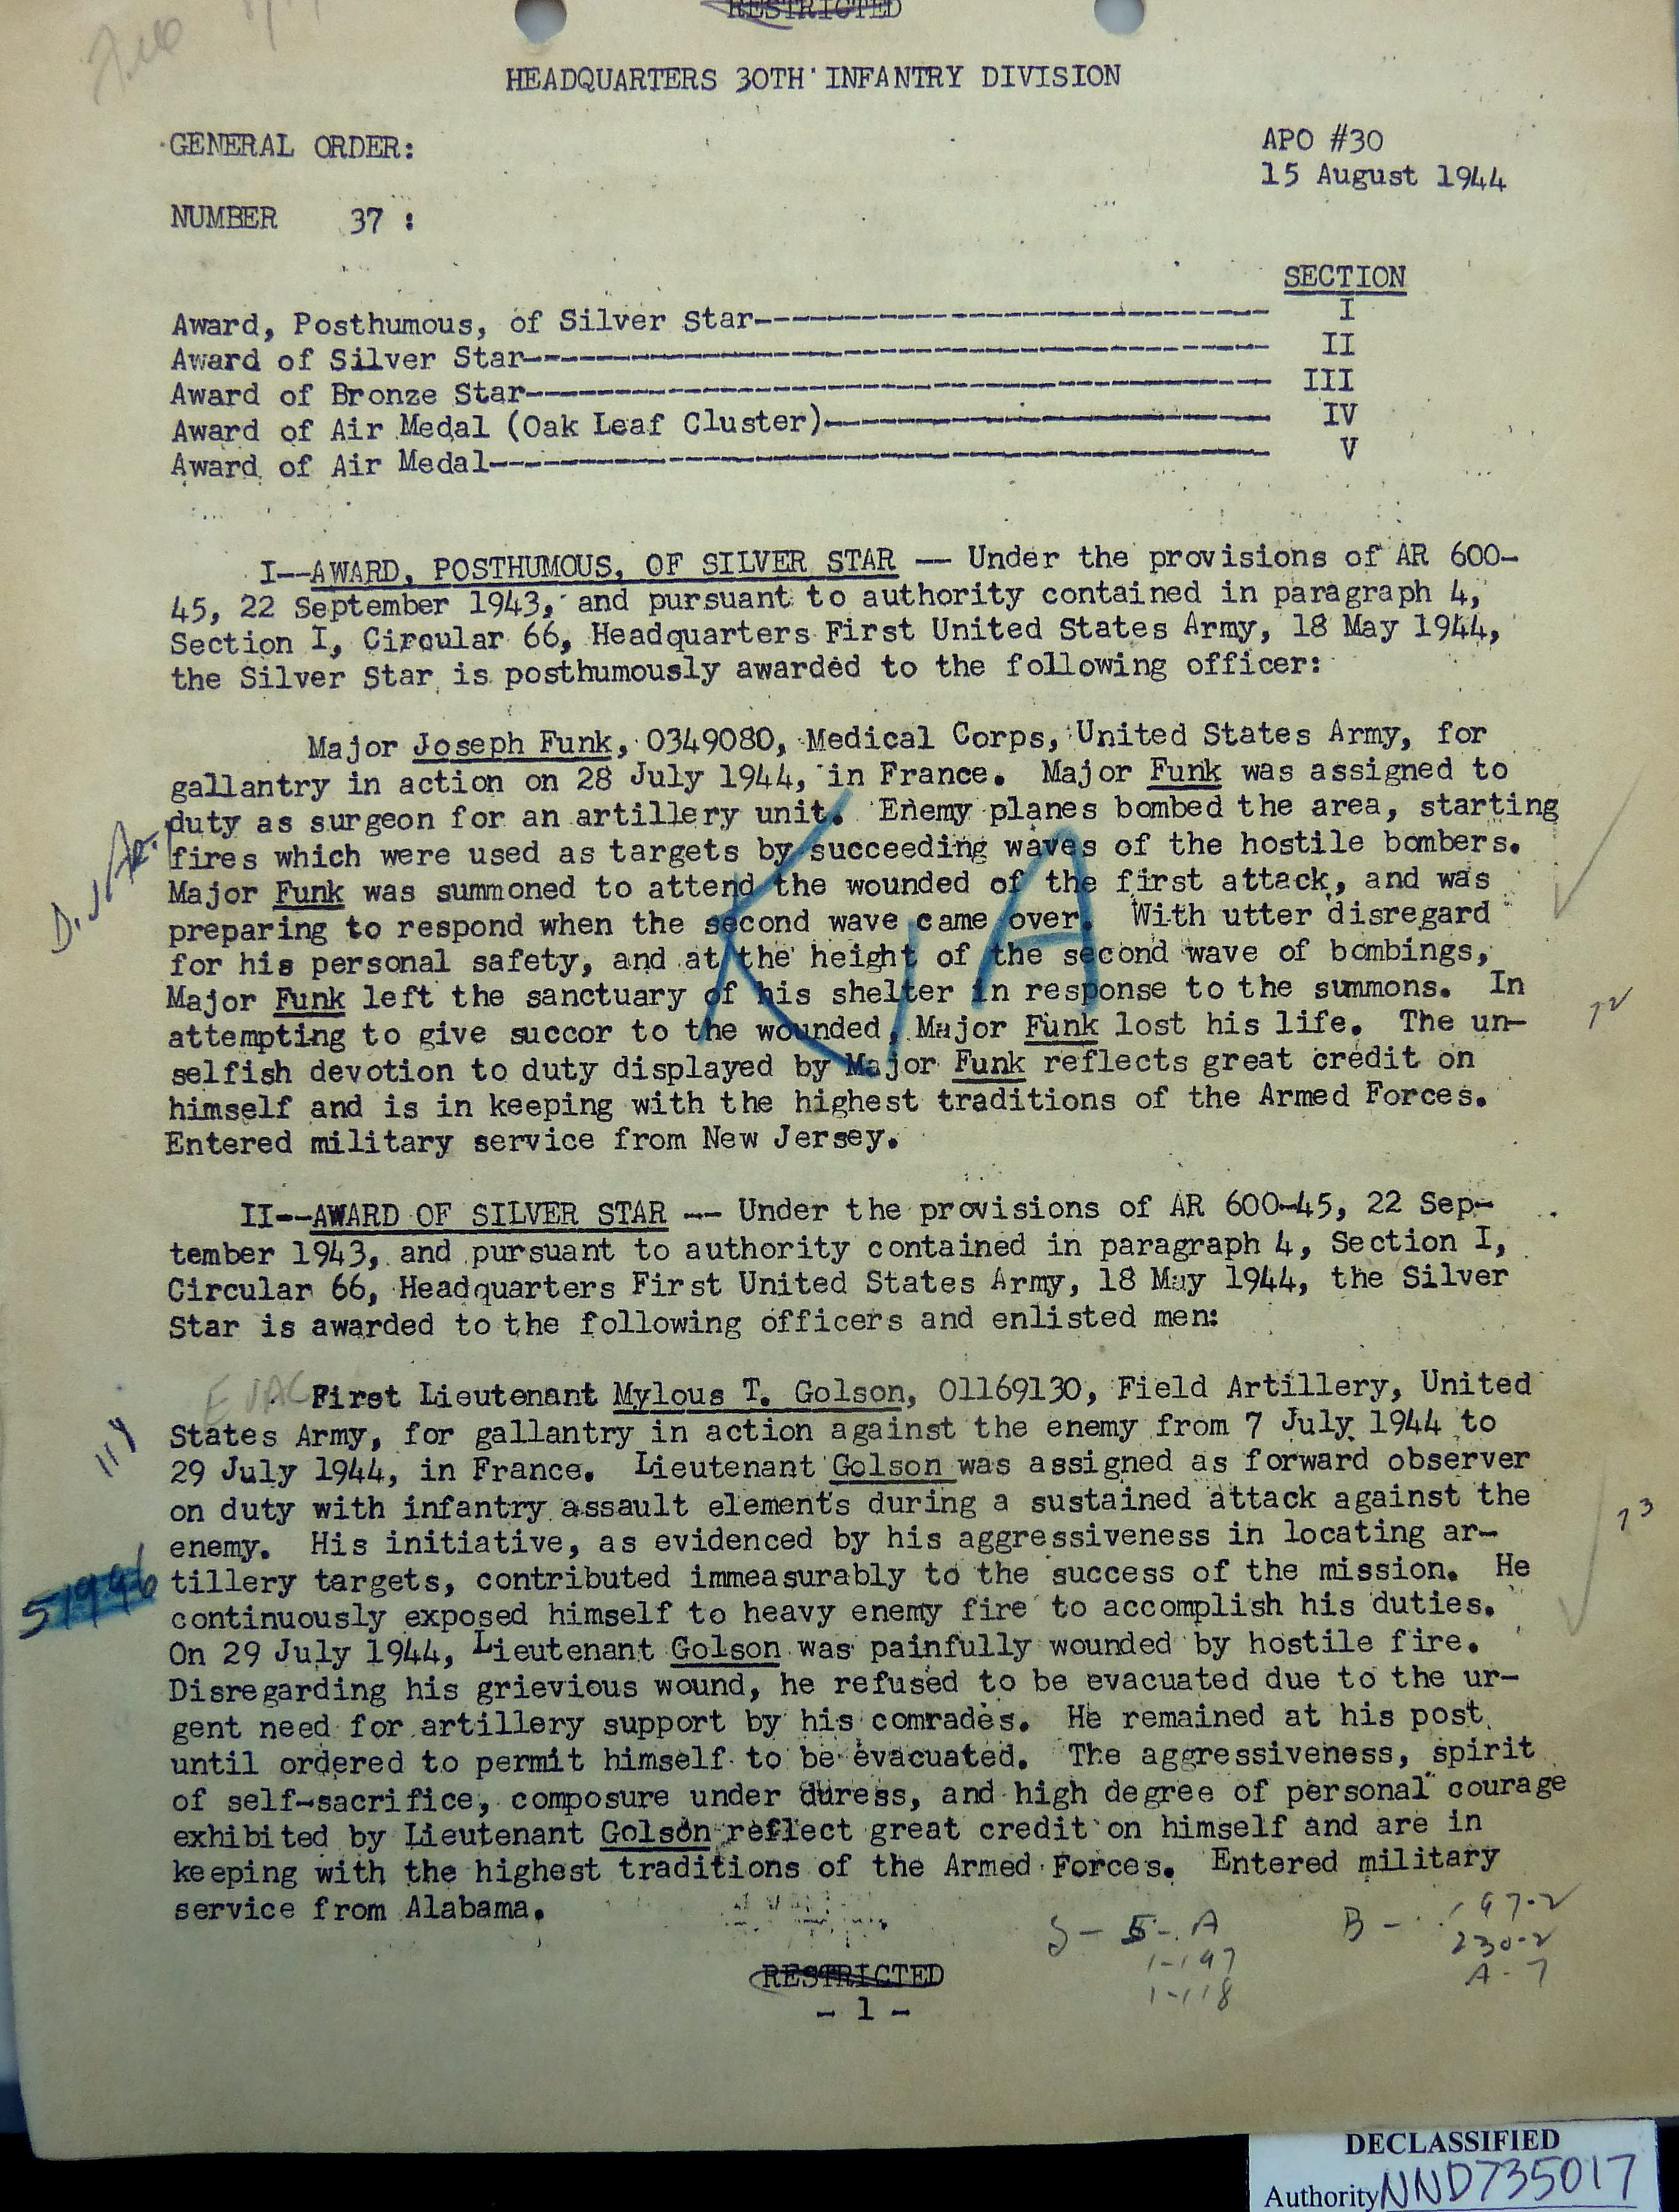 RESTRICTED
HEADQUARTERS 30TH INFANTRY DIVISION
GENERAL ORDER:
APO #30
15 August 1944
NUMBER 37 :
SECTION
Award, Posthumous, of Silver Star------------------------------ I
Award of Silver Star------------------------------ II
Award of Bronze Star------------------------------ III
Award of Air Medal (Oak Leaf Cluster)------------------------------ IV
Award of Air Medal------------------------------ V
I--AWARD, POSTHUMOUS, OF SILVER STAR -- Under the provisions of AR 600-
45, 22 September 1943, and pursuant to authority contained in paragraph 4,
Section I, Circular 66, Headquarters First United States Army, 18 May 1944,
the Silver Star is posthumously awarded to the following officer:
Major Joseph Funk, 0349080, Medical Corps, United States Army, for
gallantry in action on 28 July 1944, in France. Major Funk was assigned to
duty as surgeon for an artillery unit. Enemy planes bombed the area, starting
fires which were used as targets by succeeding waves of the hostile bombers.
Major Funk was summoned to attend the wounded of the first attack, and was
preparing to respond when the second wave came over. With utter disregard
for his personal safety, and at the height of the second wave of bombings,
Major Funk left the sanctuary of his shelter in response to the summons. In
attempting to give succor to the wounded, Major Funk lost his life. The un-
selfish devotion to duty displayed by Major Funk reflects great credit on
himself and is in keeping with the highest traditions of the Armed Forces.
Entered military service from New Jersey.
KIA
12
II--AWARD OF SILVER STAR -- Under the provisions of AR 600-45, 22 Sep-
tember 1943, and pursuant to authority contained in paragraph 4, Section I,
Circular 66, Headquarters First United States Army, 18 May 1944, the Silver
Star is awarded to the following officers and enlisted men:
EVAC
First Lieutenant Mylous T. Golson, 01169130, Field Artillery, United
States Army, for gallantry in action against the enemy from 7 July 1944 to
29 July 1944, in France. Lieutenant Golson was assigned as forward observer
on duty with infantry assault elements during a sustained attack against the
enemy. His initiative, as evidenced by his aggressiveness in locating ar-
tillery targets, contributed immeasurably to the success of the mission. He
continuously exposed himself to heavy enemy fire to accomplish his duties.
On 29 July 1944, Lieutenant Golson was painfully wounded by hostile fire.
Disregarding his grievious wound, he refused to be evacuated due to the ur-
gent need for artillery support by his comrades. He remained at his post
until ordered to permit himself to be evacuated. The aggressiveness, spirit
of self-sacrifice, composure under duress, and high degree of personal courage
exhibited by Lieutenant Golson reflect great credit on himself and are in
keeping with the highest traditions of the Armed Forces. Entered military
service from Alabama.
13
51946
S - 5 - A
1-197
1-118
B - 197-2
230-2
A-7
RESTRICTED
- 1 -
DECLASSIFIED
Authority NND735017